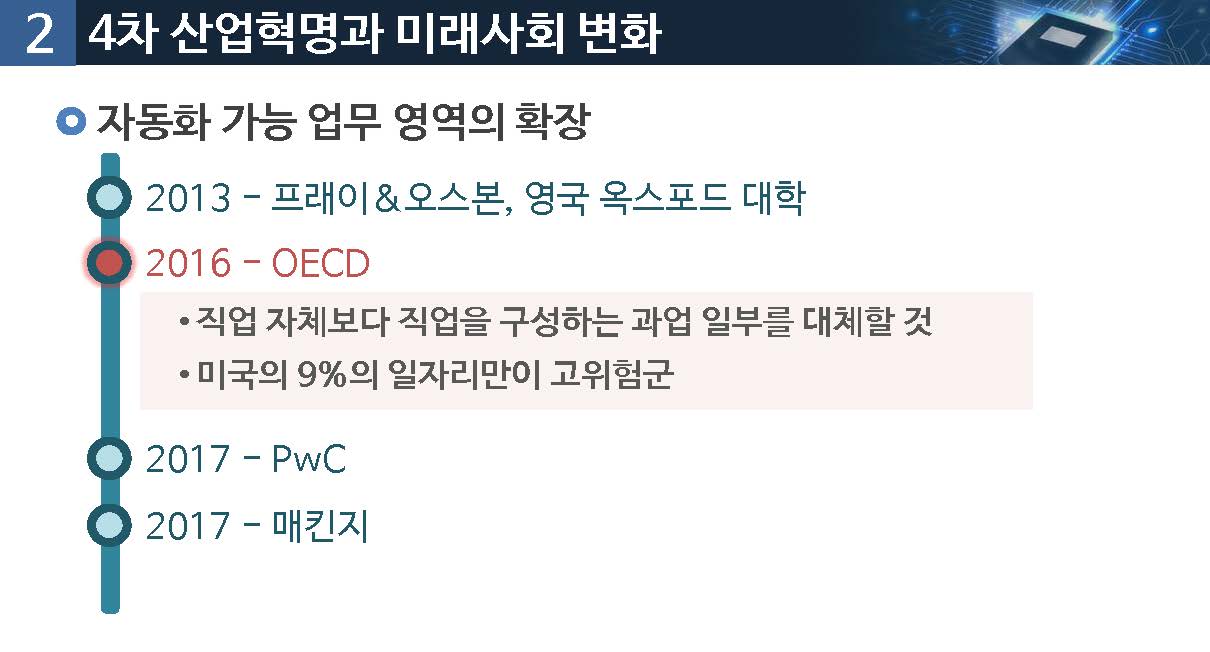 2 4차 산업혁명과 미래사회 변화
자동화 가능 업무 영역의 확장
2013 - 프래이&오스본, 영국 옥스포드 대학
2016 - OECD
• 직업 자체보다 직업을 구성하는 과업 일부를 대체할 것
• 미국의 9%의 일자리만이 고위험군
2017 - PwC
2017 - 매킨지